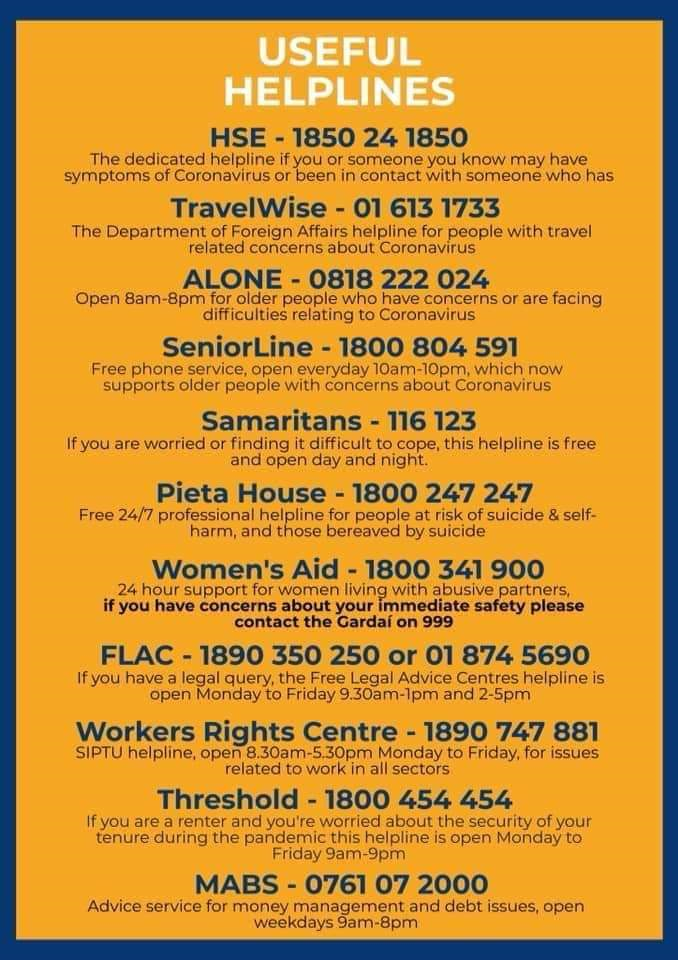 USEFUL
HELPLINES
HSE - 1850 24 1850
The dedicated helpline if you or someone you know may have
symptoms of Coronavirus or been in contact with someone who has
TravelWise - 01 613 1733
The Department of Foreign Affairs helpline for people with travel
related concerns about Coronavirus
ALONE - 0818 222 024
Open 8am-8pm for older people who have concerns or are facing
difficulties relating to Coronavirus
SeniorLine - 1800 804 591
Free phone service, open everyday 10am-10pm, which now
supports older people with concerns about Coronavirus
Samaritans - 116 123
If you are worried or finding it difficult to cope, this helpline is free
and open day and night.
Pieta House - 1800 247 247
Free 24/7 professional helpline for people at risk of suicide & self-
harm, and those bereaved by suicide
Women's Aid - 1800 341 900
24 hour support for women living with abusive partners,
if you have concerns about your immediate safety please
contact the Gardaí on 999
FLAC - 1890 350 250 or 01 874 5690
If you have a legal query, the Free Legal Advice Centres helpline is
open Monday to Friday 9.30am-1pm and 2-5pm
Workers Rights Centre - 1890 747 881
SIPTU helpline, open 8.30am-5.30pm Monday to Friday, for issues
related to work in all sectors
Threshold - 1800 454 454
If you are a renter and you're worried about the security of your
tenure during the pandemic this helpline is open Monday to
Friday 9am-9pm
MABS - 0761 07 2000
Advice service for money management and debt issues, open
weekdays 9am-8pm